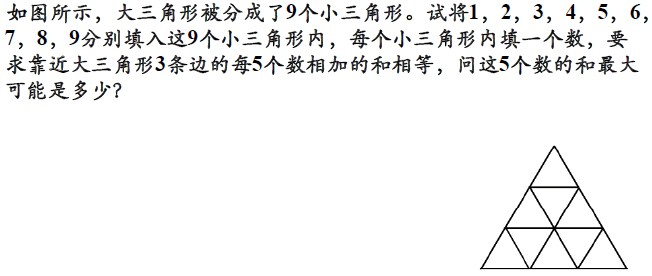 如图所示，大三角形被分成了9个小三角形。试将1，2，3，4，5，6，
7，8，9分别填入这9个小三角形内，每个小三角形内填一个数，要
求靠近大三角形3条边的每5个数相加的和相等，问这5个数的和最大
可能是多少？